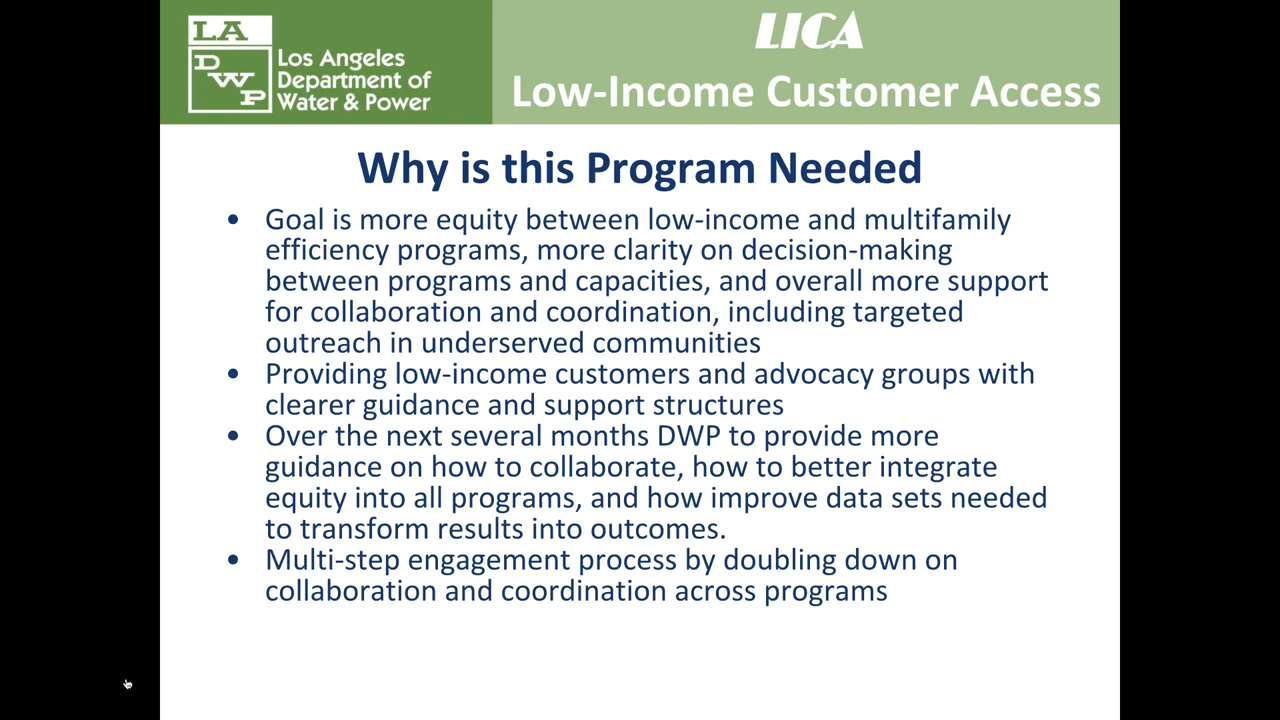 LA
DWP
Los Angeles
Department of
Water & Power
LICA
Low-Income Customer Access
Why is this Program Needed
• Goal is more equity between low-income and multifamily
efficiency programs, more clarity on decision-making
between programs and capacities, and overall more support
for collaboration and coordination, including targeted
outreach in underserved communities
• Providing low-income customers and advocacy groups with
clearer guidance and support structures
• Over the next several months DWP to provide more
guidance on how to collaborate, how to better integrate
equity into all programs, and how improve data sets needed
to transform results into outcomes.
• Multi-step engagement process by doubling down on
collaboration and coordination across programs